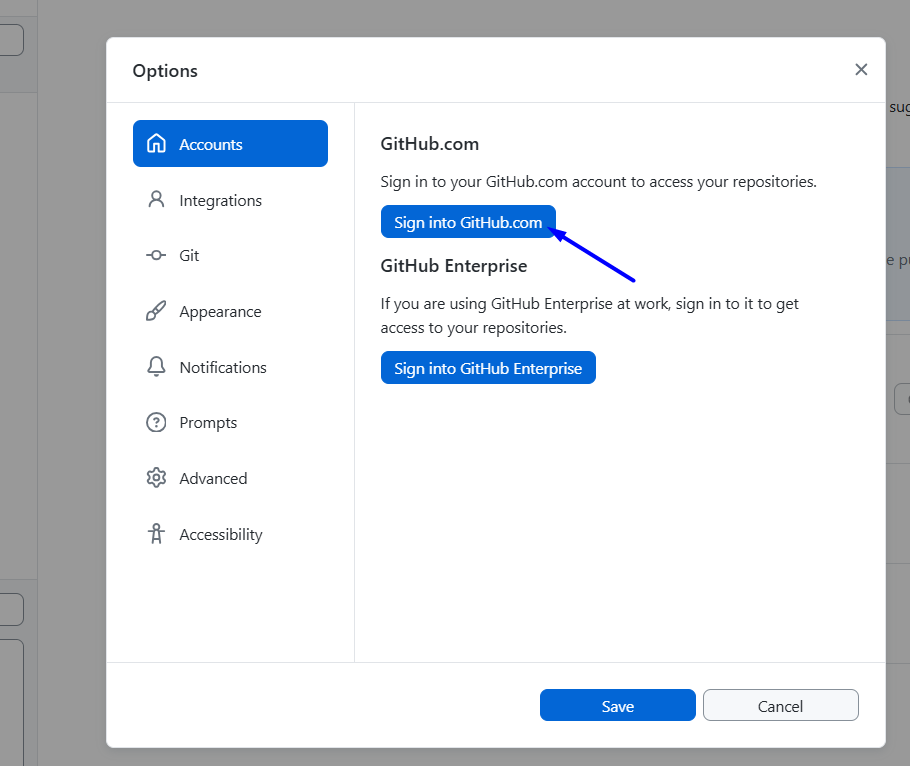 Options
Accounts
Integrations
Git
Appearance
Notifications
Prompts
Advanced
Accessibility
GitHub.com
Sign in to your GitHub.com account to access your repositories.
Sign into GitHub.com
GitHub Enterprise
If you are using GitHub Enterprise at work, sign in to it to get
access to your repositories.
Sign into GitHub Enterprise
Save
Cancel